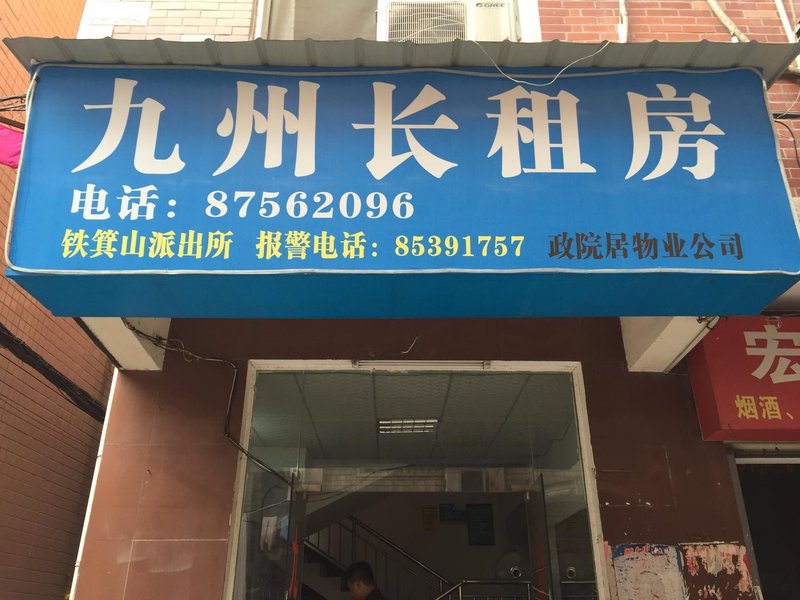 GREE
九州长租房
电话：87562096
铁箕山派出所 报警电话：85391757 政院居物业公司
宏
烟酒、